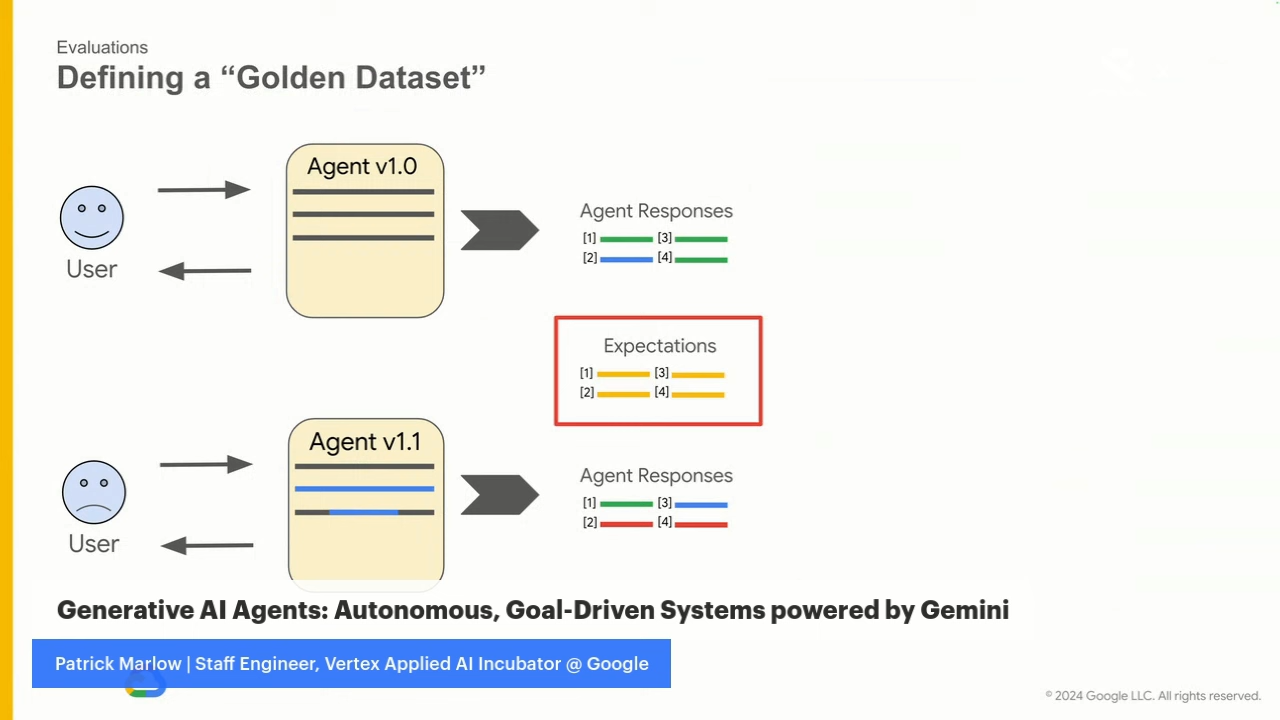 Evaluations
Defining a “Golden Dataset”
Agent v1.0
User
Agent Responses
[1] [3]
[2] [4]
Expectations
[1] [3]
[2] [4]
Agent v1.1
User
Agent Responses
[1] [3]
[2] [4]
Generative AI Agents: Autonomous, Goal-Driven Systems powered by Gemini
Patrick Marlow | Staff Engineer, Vertex Applied AI Incubator @ Google
© 2024 Google LLC. All rights reserved.